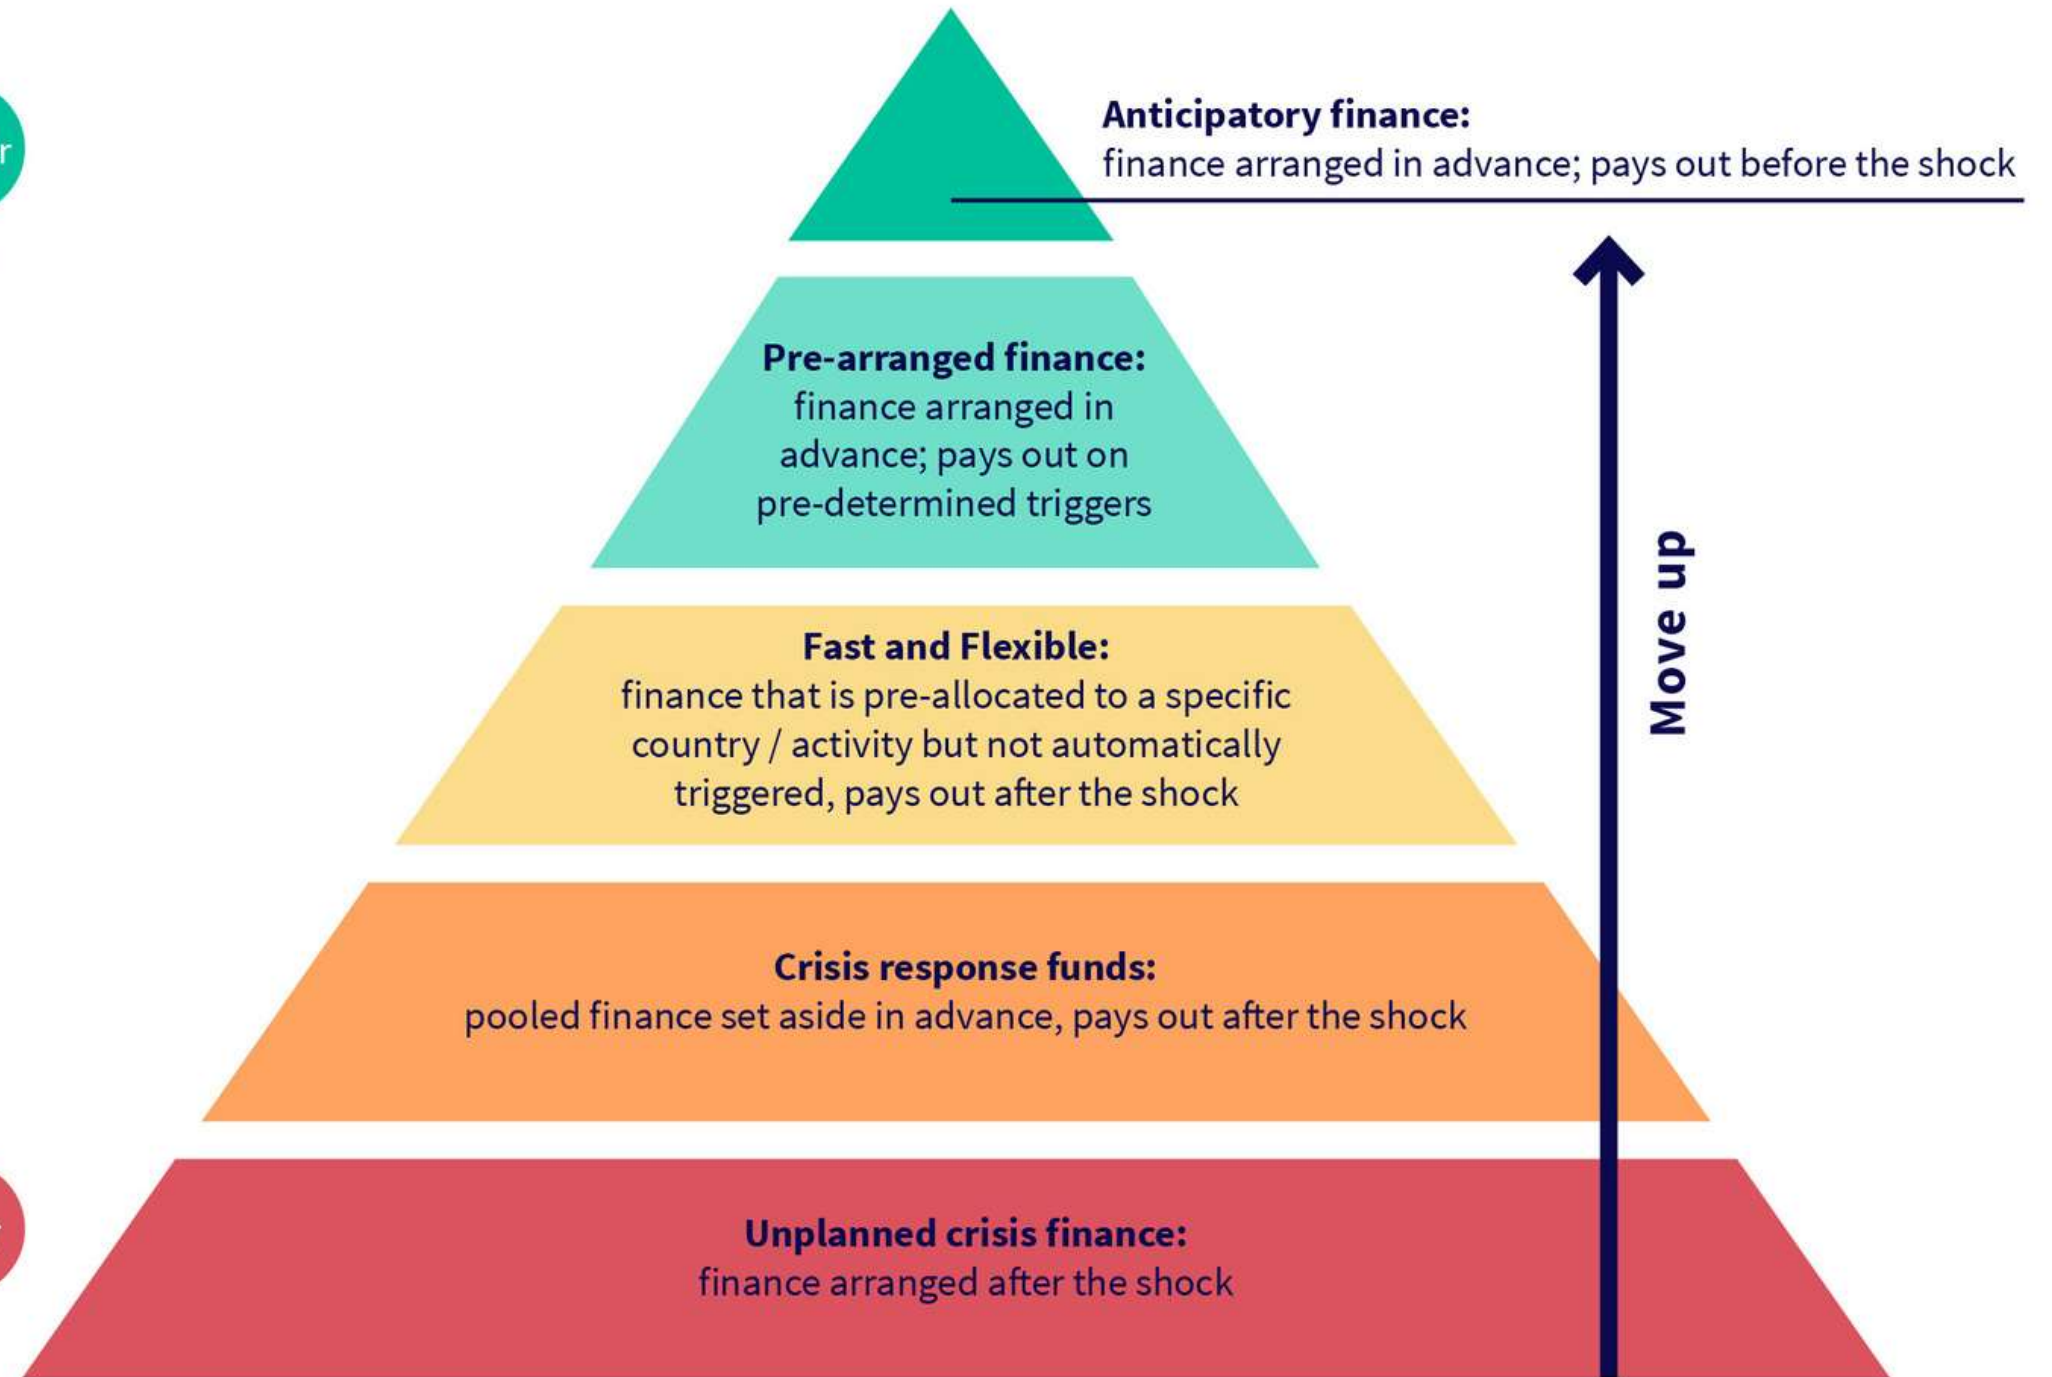 Anticipatory finance:
finance arranged in advance; pays out before the shock
Pre-arranged finance:
finance arranged in
advance; pays out on
pre-determined triggers
Fast and Flexible:
finance that is pre-allocated to a specific
country / activity but not automatically
triggered, pays out after the shock
Move up
Crisis response funds:
pooled finance set aside in advance, pays out after the shock
Unplanned crisis finance:
finance arranged after the shock